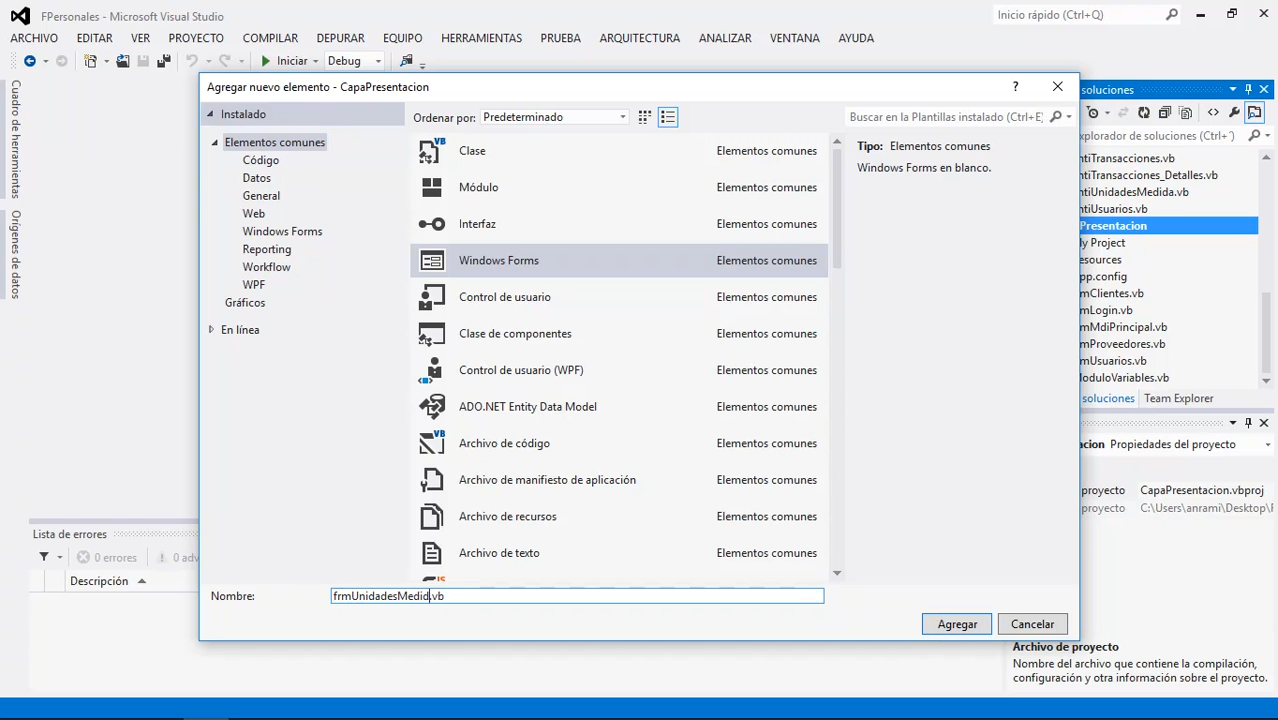 FPersonales - Microsoft Visual Studio
Inicio rápido (Ctrl+Q)
ARCHIVO EDITAR VER PROYECTO COMPILAR DEPURAR EQUIPO HERRAMIENTAS PRUEBA ARQUITECTURA ANALIZAR VENTANA AYUDA
Iniciar Debug
Cuadro de herramientas
Orígenes de datos
Agregar nuevo elemento - CapaPresentacion
?
Instalado
Elementos comunes
Código
Datos
General
Web
Windows Forms
Reporting
Workflow
WPF
Gráficos
En línea
Ordenar por: Predeterminado
Buscar en la Plantillas instalado (Ctrl+E)
VB Clase Elementos comunes
Módulo Elementos comunes
Interfaz Elementos comunes
Windows Forms Elementos comunes
Control de usuario Elementos comunes
Clase de componentes Elementos comunes
Control de usuario (WPF) Elementos comunes
ADO.NET Entity Data Model Elementos comunes
VB Archivo de código Elementos comunes
Archivo de manifiesto de aplicación Elementos comunes
Archivo de recursos Elementos comunes
Archivo de texto Elementos comunes
Tipo: Elementos comunes
Windows Forms en blanco.
Nombre: frmUnidadesMedid.vb
Agregar Cancelar
soluciones
xplorador de soluciones (Ctrl+´)
ntiTransacciones.vb
ntiTransacciones_Detalles.vb
ntiUnidadesMedida.vb
ntiUsuarios.vb
Presentacion
ly Project
esources
pp.config
mClientes.vb
mLogin.vb
mMdiPrincipal.vb
mProveedores.vb
mUsuarios.vb
oduloVariables.vb
soluciones Team Explorer
acion Propiedades del proyecto
proyecto CapaPresentacion.vbproj
proyecto C:\Users\anrami\Desktop\F
Archivo de proyecto
Nombre del archivo que contiene la compilación,
configuración y otra información sobre el proyecto.
Lista de errores
0 errores 0 adv
Descripción